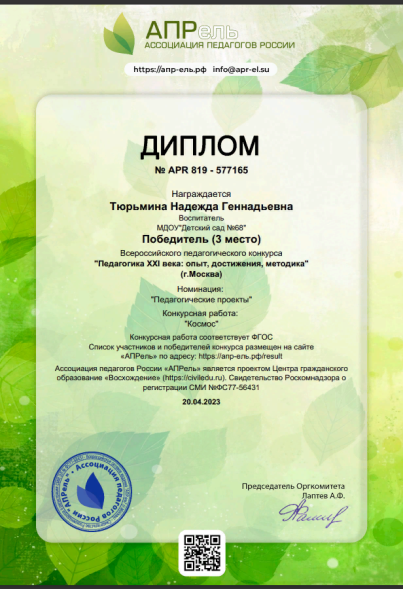 АПРель
АССОЦИАЦИЯ ПЕДАГОГОВ РОССИИ
https://апр-ель.рф info@apr-el.su
ДИПЛОМ
№ APR 819 - 577165
Награждается
Тюрьмина Надежда Геннадьевна
Воспитатель
МДОУ"Детский сад №68"
Победитель (3 место)
Всероссийского педагогического конкурса
"Педагогика XXI века: опыт, достижения, методика"
(г.Москва)
Номинация:
"Педагогические проекты"
Конкурсная работа:
"Космос"
Конкурсная работа соответствует ФГОС
Список участников и победителей конкурса размещен на сайте
«АПРель» по адресу: https://апр-ель.рф/result
Ассоциация педагогов России «АПРель» является проектом Центра гражданского
образование «Восхождение» (https://civiledu.ru). Свидетельство Роскомнадзора о
регистрации СМИ №ФС77-56431
20.04.2023
Председатель Оргкомитета
Лаптев А.Ф.
Ассоциация педагогов России «АПРель»